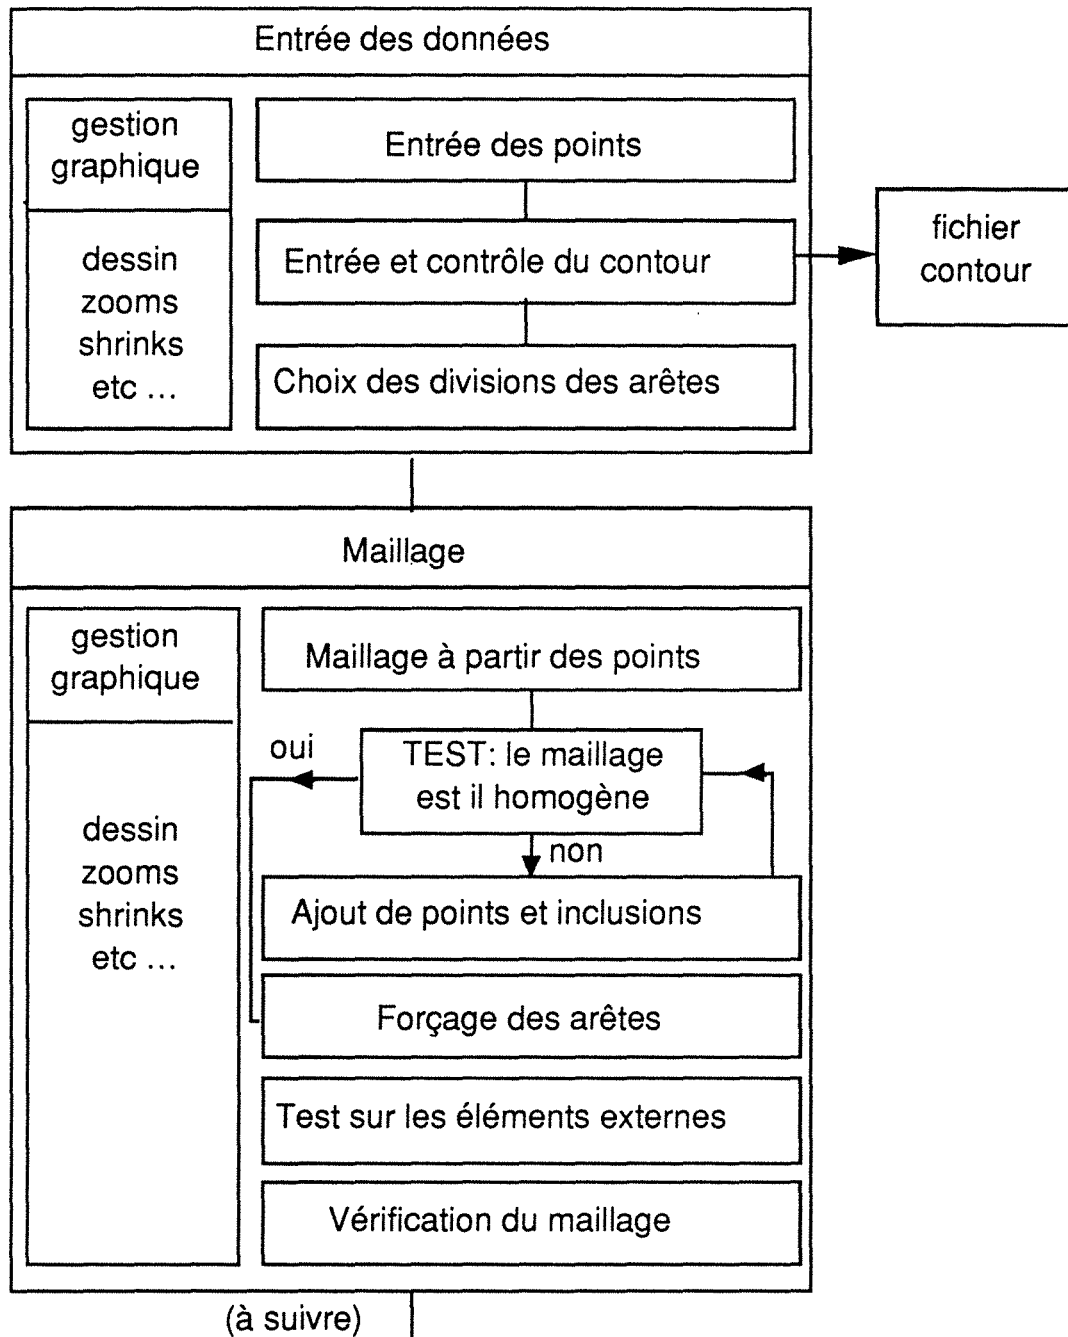 Entrée des données
gestion
graphique
dessin
zooms
shrinks
etc ...
Entrée des points
Entrée et contrôle du contour
Choix des divisions des arêtes
fichier
contour
Maillage
gestion
graphique
dessin
zooms
shrinks
etc ...
Maillage à partir des points
oui
TEST: le maillage
est il homogène
non
Ajout de points et inclusions
Forçage des arêtes
Test sur les éléments externes
Vérification du maillage
(à suivre)